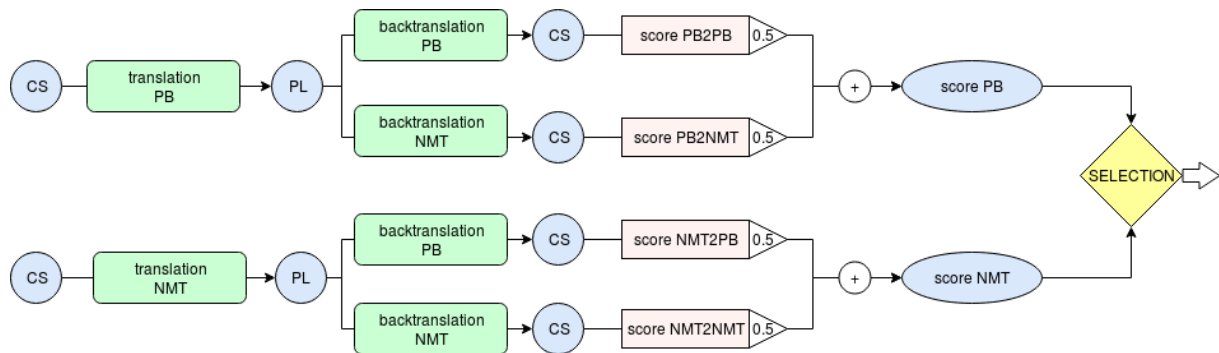 backtranslation
PB
CS
score PB2PB
0.5
CS
translation
PB
PL
+
score PB
backtranslation
NMT
CS
score PB2NMT
0.5
SELECTION
backtranslation
PB
CS
score NMT2PB
0.5
CS
translation
NMT
PL
+
score NMT
backtranslation
NMT
CS
score NMT2NMT
0.5